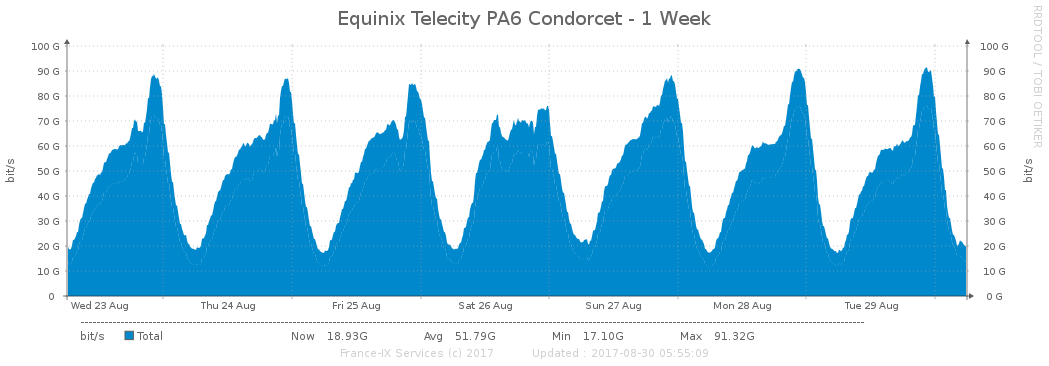 Equinix Telecity PA6 Condorcet - 1 Week
RRDTOOL / TOBI OETIKER
bit/s
bit/s
100 G 100 G
90 G 90 G
80 G 80 G
70 G 70 G
60 G 60 G
50 G 50 G
40 G 40 G
30 G 30 G
20 G 20 G
10 G 10 G
0 0 G
Wed 23 Aug Thu 24 Aug Fri 25 Aug Sat 26 Aug Sun 27 Aug Mon 28 Aug Tue 29 Aug
bit/s Total Now 18.93G Avg 51.79G Min 17.10G Max 91.32G
France-IX Services (c) 2017 Updated : 2017-08-30 05:55:09